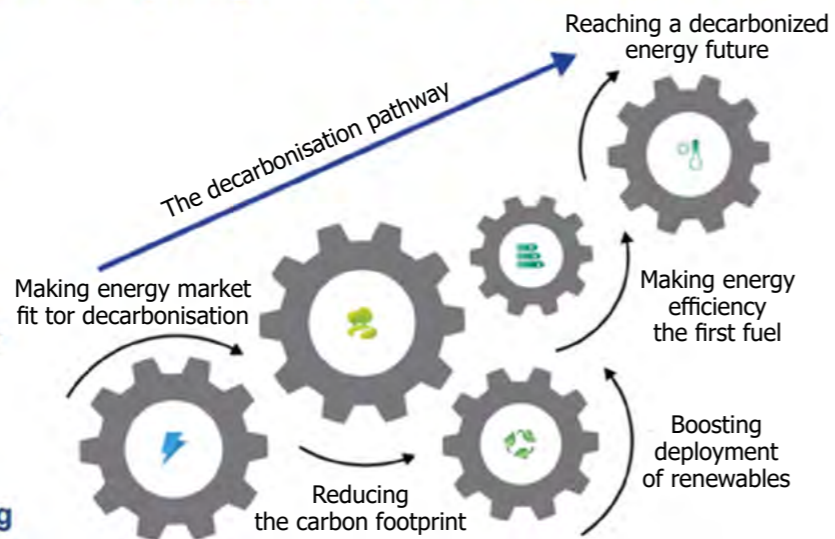 Reaching a decarbonized
energy future
The decarbonisation pathway
Making energy market
fit tor decarbonisation
Making energy
efficiency
the first fuel
Boosting
deployment
of renewables
Reducing
the carbon footprint
g